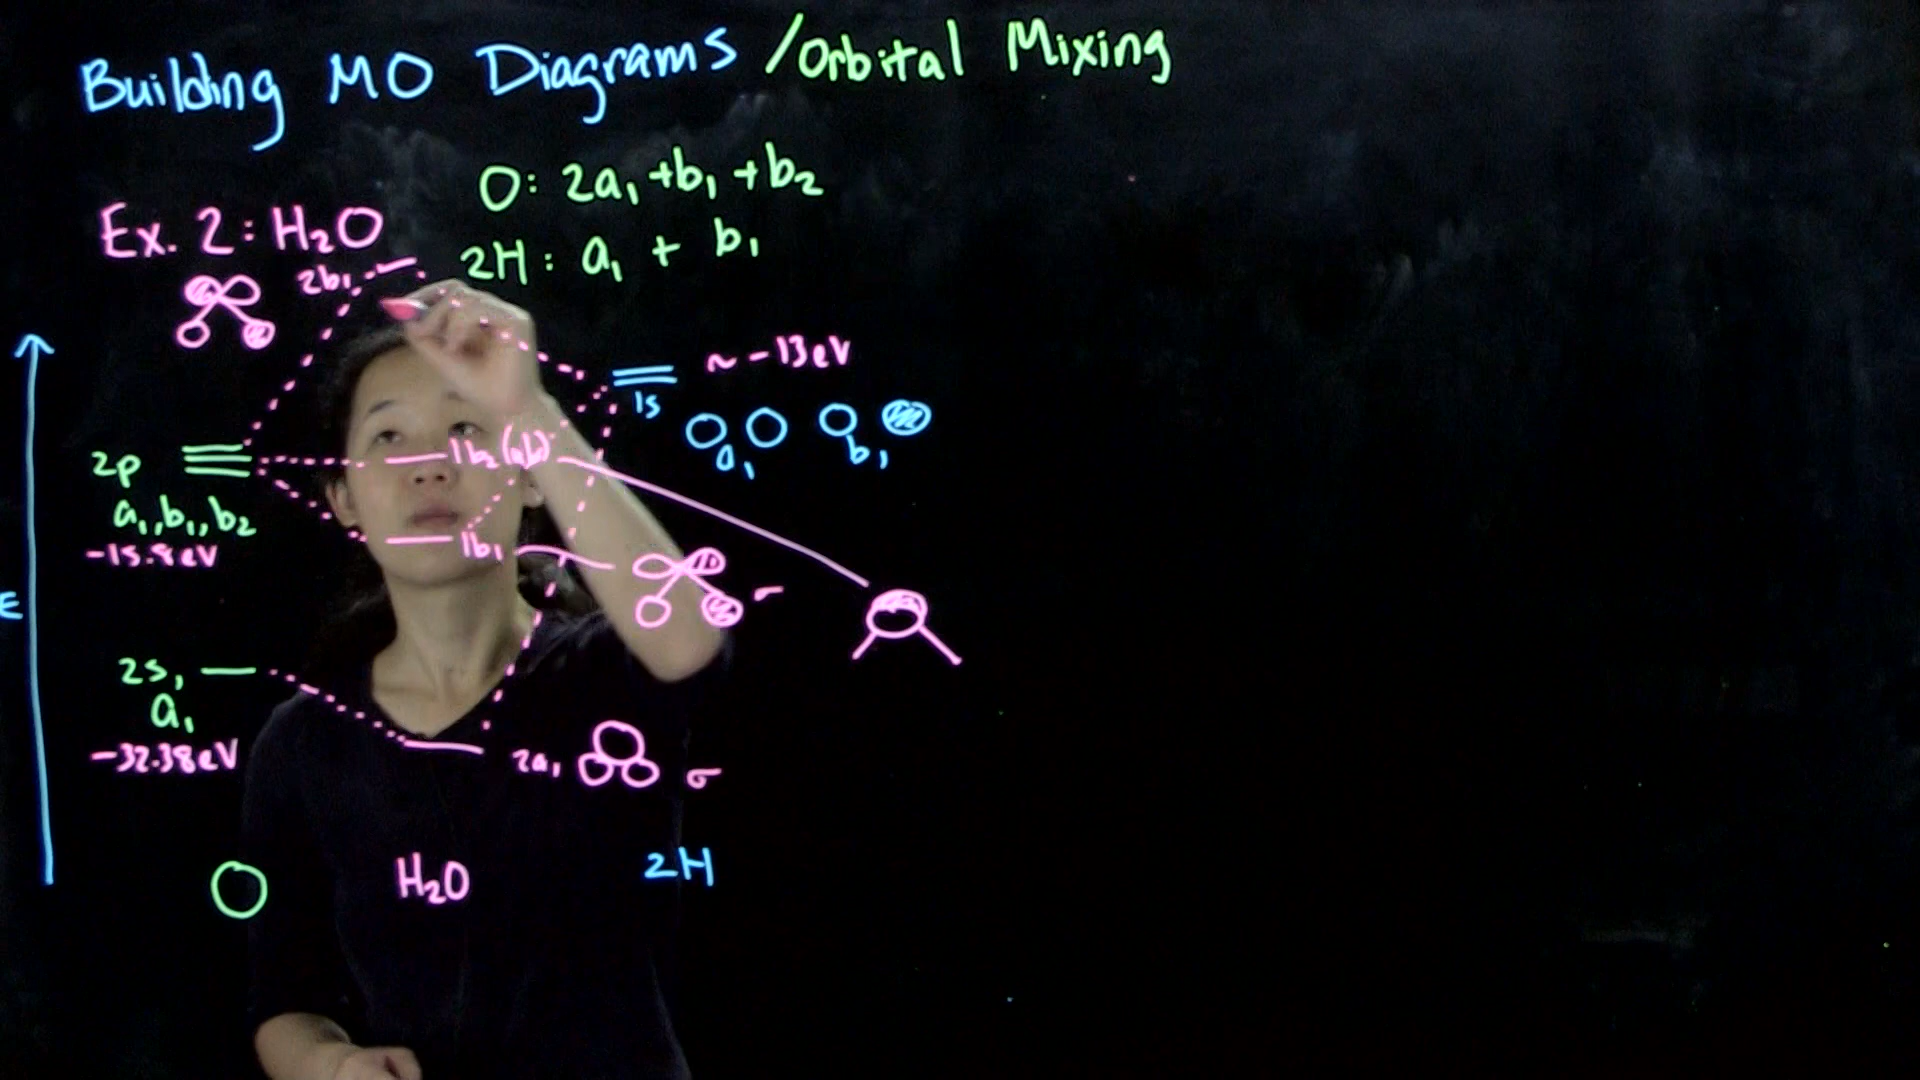 Building MO Diagrams /Orbital Mixing
O: 2a₁ + b₁ + b₂
Ex. 2: H₂O
2H: a₁ + b₁
2b₁
~ -13eV
1s
a₁ b₁
1b₂ (nb)
2p
a₁, b₁, b₂
-15.8eV
1b₁
σ
E
2s,
a₁
-32.38eV
2a₁ σ
O H₂O 2H